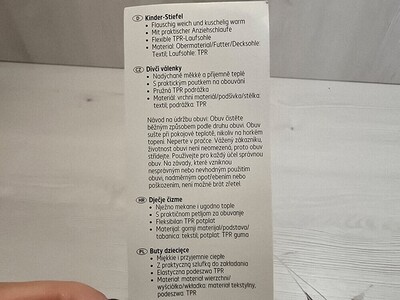 D Kinder-Stiefel
• Flauschig weich und kuschelig warm
• Mit praktischer Anziehschlaufe
• Flexible TPR-Laufsohle
• Material: Obermaterial/Futter/Decksohle:
Textil; Laufsohle: TPR
CZ Dívčí válenky
• Nadýchaně měkké a příjemně teplé
• S praktickým poutkem na obouvání
• Pružná TPR podrážka
• Materiál: vrchní materiál/podšívka/stélka:
textil; podrážka: TPR
Návod na údržbu obuvi: Obuv čistěte
běžným způsobem podle druhu obuvi. Obuv
sušte při pokojové teplotě, nikoliv na horkém
topení. Neperte v pračce. Vážený zákazníku,
životnost obuvi není neomezená, proto obuv
střídejte. Používejte pro každý účel správnou
obuv. Na závady, které vzniknou
nesprávným nebo nevhodným použitím
obuvi, nadměrným opotřebením nebo
poškozením, není možné brát zřetel.
HR Dječje čizme
• Nježno mekane i ugodno tople
• S praktičnom petljom za obuvanje
• Fleksibilan TPR potplat
• Materijal: gornji materijal/podstava/
tabanica: tekstil; potplat: TPR guma
PL Buty dziecięce
• Miękkie i przyjemnie ciepłe
• Z praktyczną szlufką do zakładania
• Elastyczna podeszwa TPR
• Materiał: materiał wierzchni/
wyściółka/wkładka: materiał tekstylny,
podeszwa: TPR